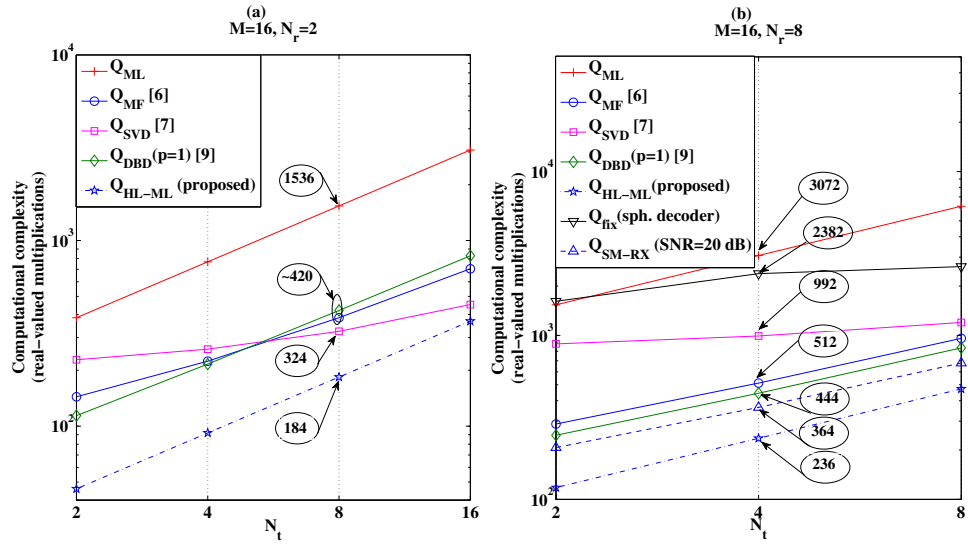 (a)
M=16, N_r=2
Computational complexity
(real-valued multiplications)
10^4
10^3
10^2
Q_ML
Q_MF [6]
Q_SVD [7]
Q_DBD(p=1) [9]
Q_HL−ML (proposed)
1536
~420
324
184
2
4
8
16
N_t
(b)
M=16, N_r=8
Computational complexity
(real-valued multiplications)
10^4
10^3
10^2
Q_ML
Q_MF [6]
Q_SVD [7]
Q_DBD(p=1) [9]
Q_HL−ML(proposed)
Q_fix(sph. decoder)
Q_SM−RX (SNR=20 dB)
3072
2382
992
512
444
364
236
2
4
8
N_t